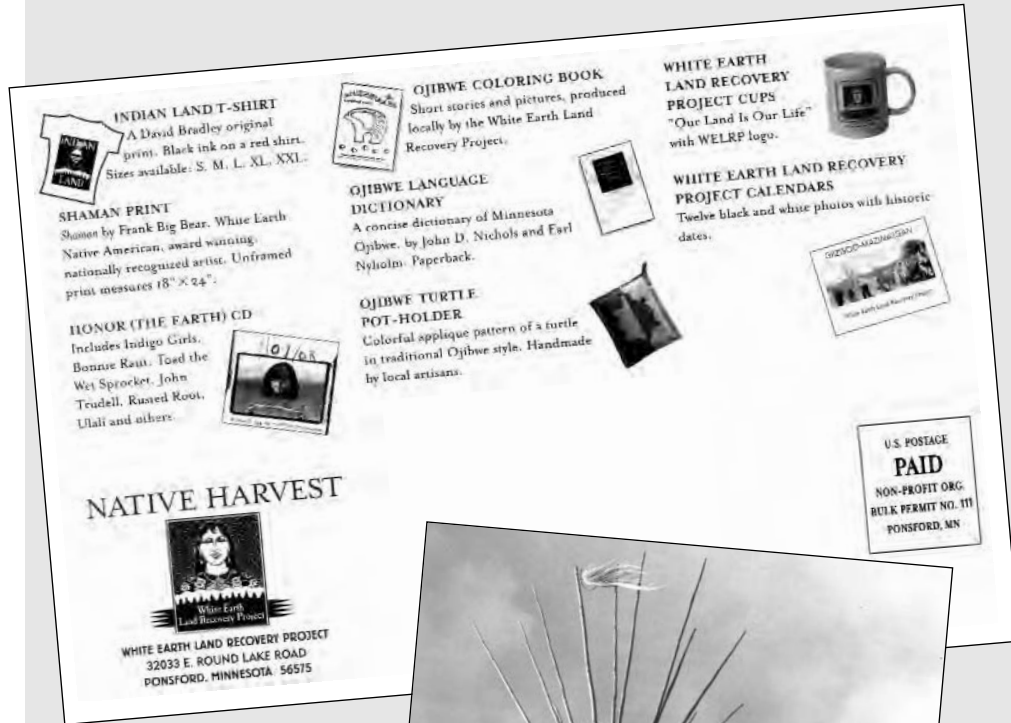 INDIAN LAND T-SHIRT
A David Bradley original
print. Black ink on a red shirt.
Sizes available: S, M, L, XL, XXL.
INDIAN
LAND
SHAMAN PRINT
Shaman by Frank Big Bear, White Earth
Native American, award winning,
nationally recognized artist. Unframed
print measures 18" X 24".
HONOR (THE EARTH) CD
Includes Indigo Girls,
Bonnie Raitt, Toad the
Wet Sprocket, John
Trudell, Rusted Root,
Ulali and others.
OJIBWE COLORING BOOK
Short stories and pictures, produced
locally by the White Earth Land
Recovery Project.
OJIBWE LANGUAGE
DICTIONARY
A concise dictionary of Minnesota
Ojibwe, by John D. Nichols and Earl
Nyholm. Paperback.
OJIBWE TURTLE
POT-HOLDER
Colorful applique pattern of a turtle
in traditional Ojibwe style. Handmade
by local artisans.
WHITE EARTH
LAND RECOVERY
PROJECT CUPS
"Our Land Is Our Life"
with WELRP logo.
WHITE EARTH LAND RECOVERY
PROJECT CALENDARS
Twelve black and white photos with historic
dates.
White Earth Land Recovery Project
NATIVE HARVEST
White Earth
Land Recovery Project
WHITE EARTH LAND RECOVERY PROJECT
32033 E. ROUND LAKE ROAD
PONSFORD, MINNESOTA 56575
U.S. POSTAGE
PAID
NON-PROFIT ORG.
BULK PERMIT NO. 111
PONSFORD, MN